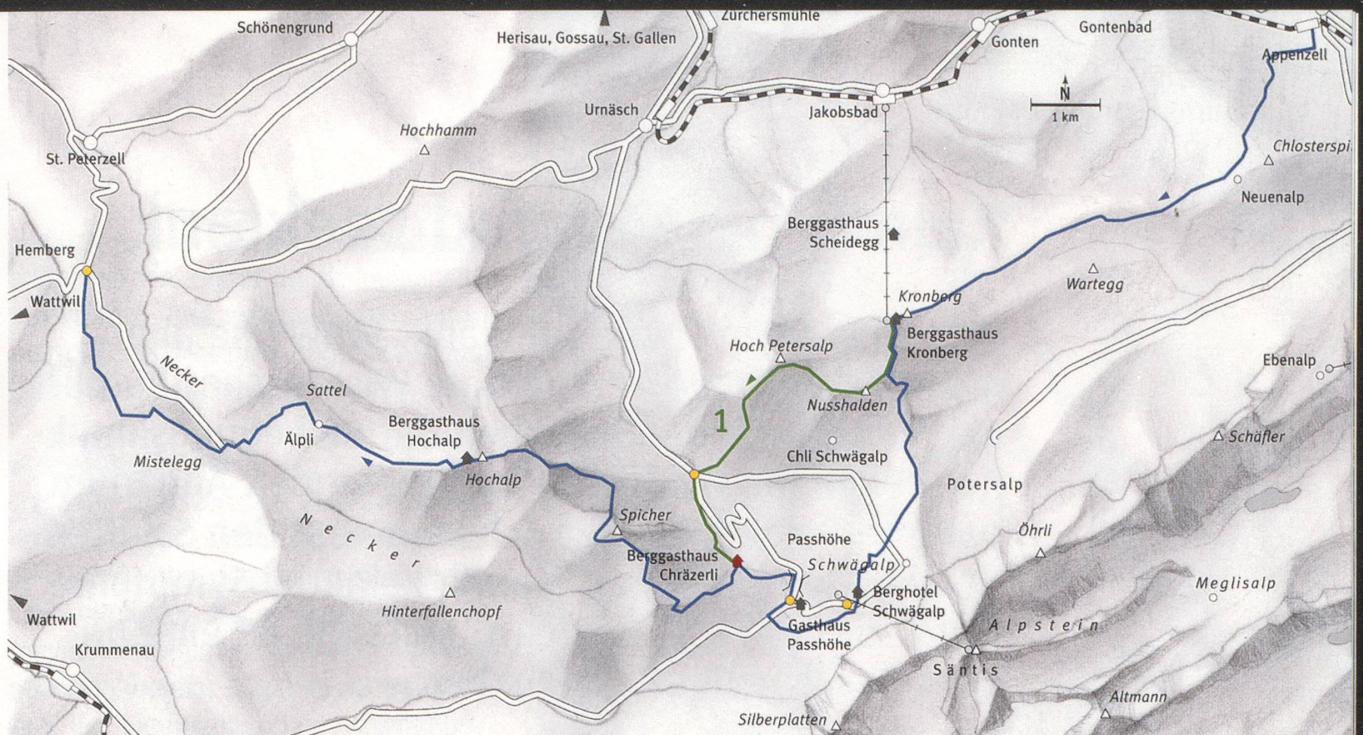 Schönengrund
Herisau, Gossau, St. Gallen
Zürchersmühle
Gonten
Gontenbad
Appenzell
Urnäsch
Jakobsbad
N
1 km
Hochhamm
St. Peterzell
Chlosterspi
Neuenalp
Berggasthaus
Scheidegg
Hemberg
Wattwil
Wartegg
Kronberg
Berggasthaus
Kronberg
Hoch Petersalp
Necker
Ebenalp
Sattel
Nusshalden
1
Berggasthaus
Hochalp
Älpli
Schäfler
Mistelegg
Chli Schwägalp
Hochalp
Potersalp
Spicher
Necker
Öhrli
Passhöhe
Berggasthaus
Chräzerli
Schwägalp
Meglisalp
Hinterfallenchopf
Berghotel
Schwägalp
Wattwil
Gasthaus
Passhöhe
Alpstein
Krummenau
Säntis
Altmann
Silberplatten